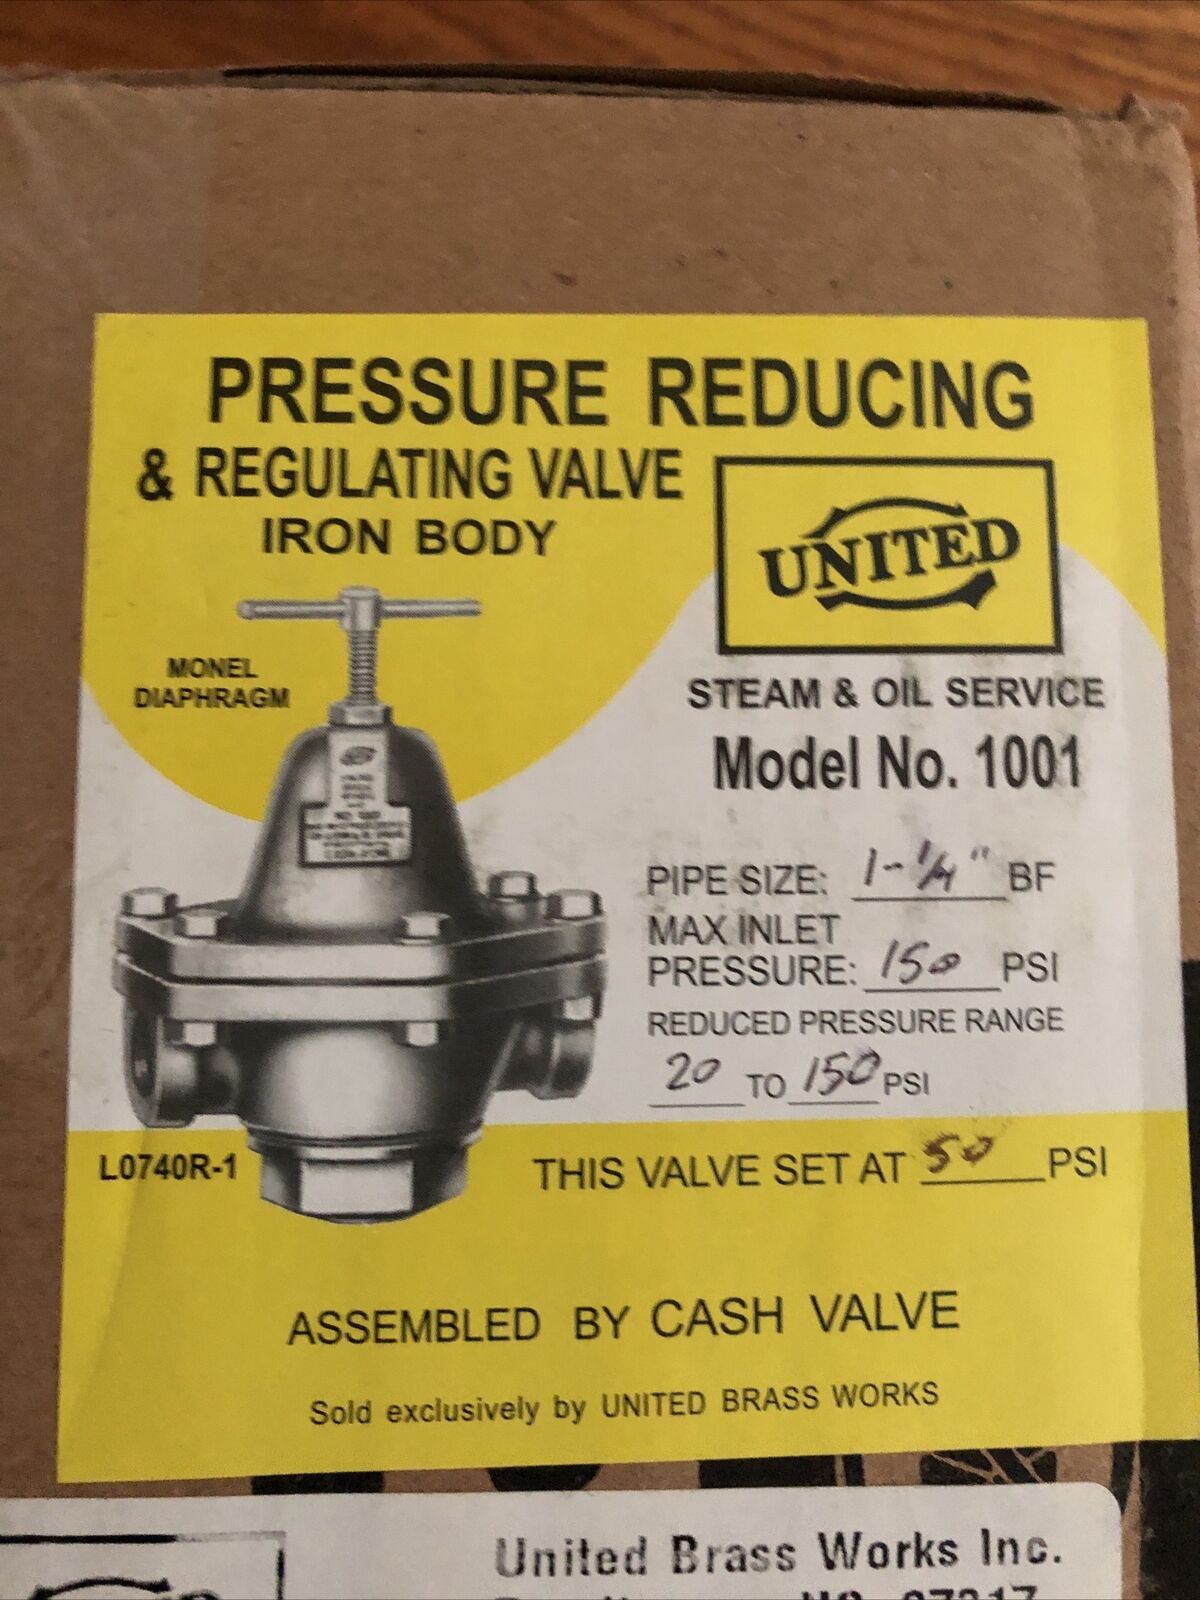 PRESSURE REDUCING
& REGULATING VALVE
IRON BODY
UNITED
MONEL
DIAPHRAGM
STEAM & OIL SERVICE
Model No. 1001
PIPE SIZE: 1-1/4" BF
MAX INLET
PRESSURE: 150 PSI
REDUCED PRESSURE RANGE
20 TO 150 PSI
L0740R-1
THIS VALVE SET AT 50 PSI
ASSEMBLED BY CASH VALVE
Sold exclusively by UNITED BRASS WORKS
United Brass Works Inc.